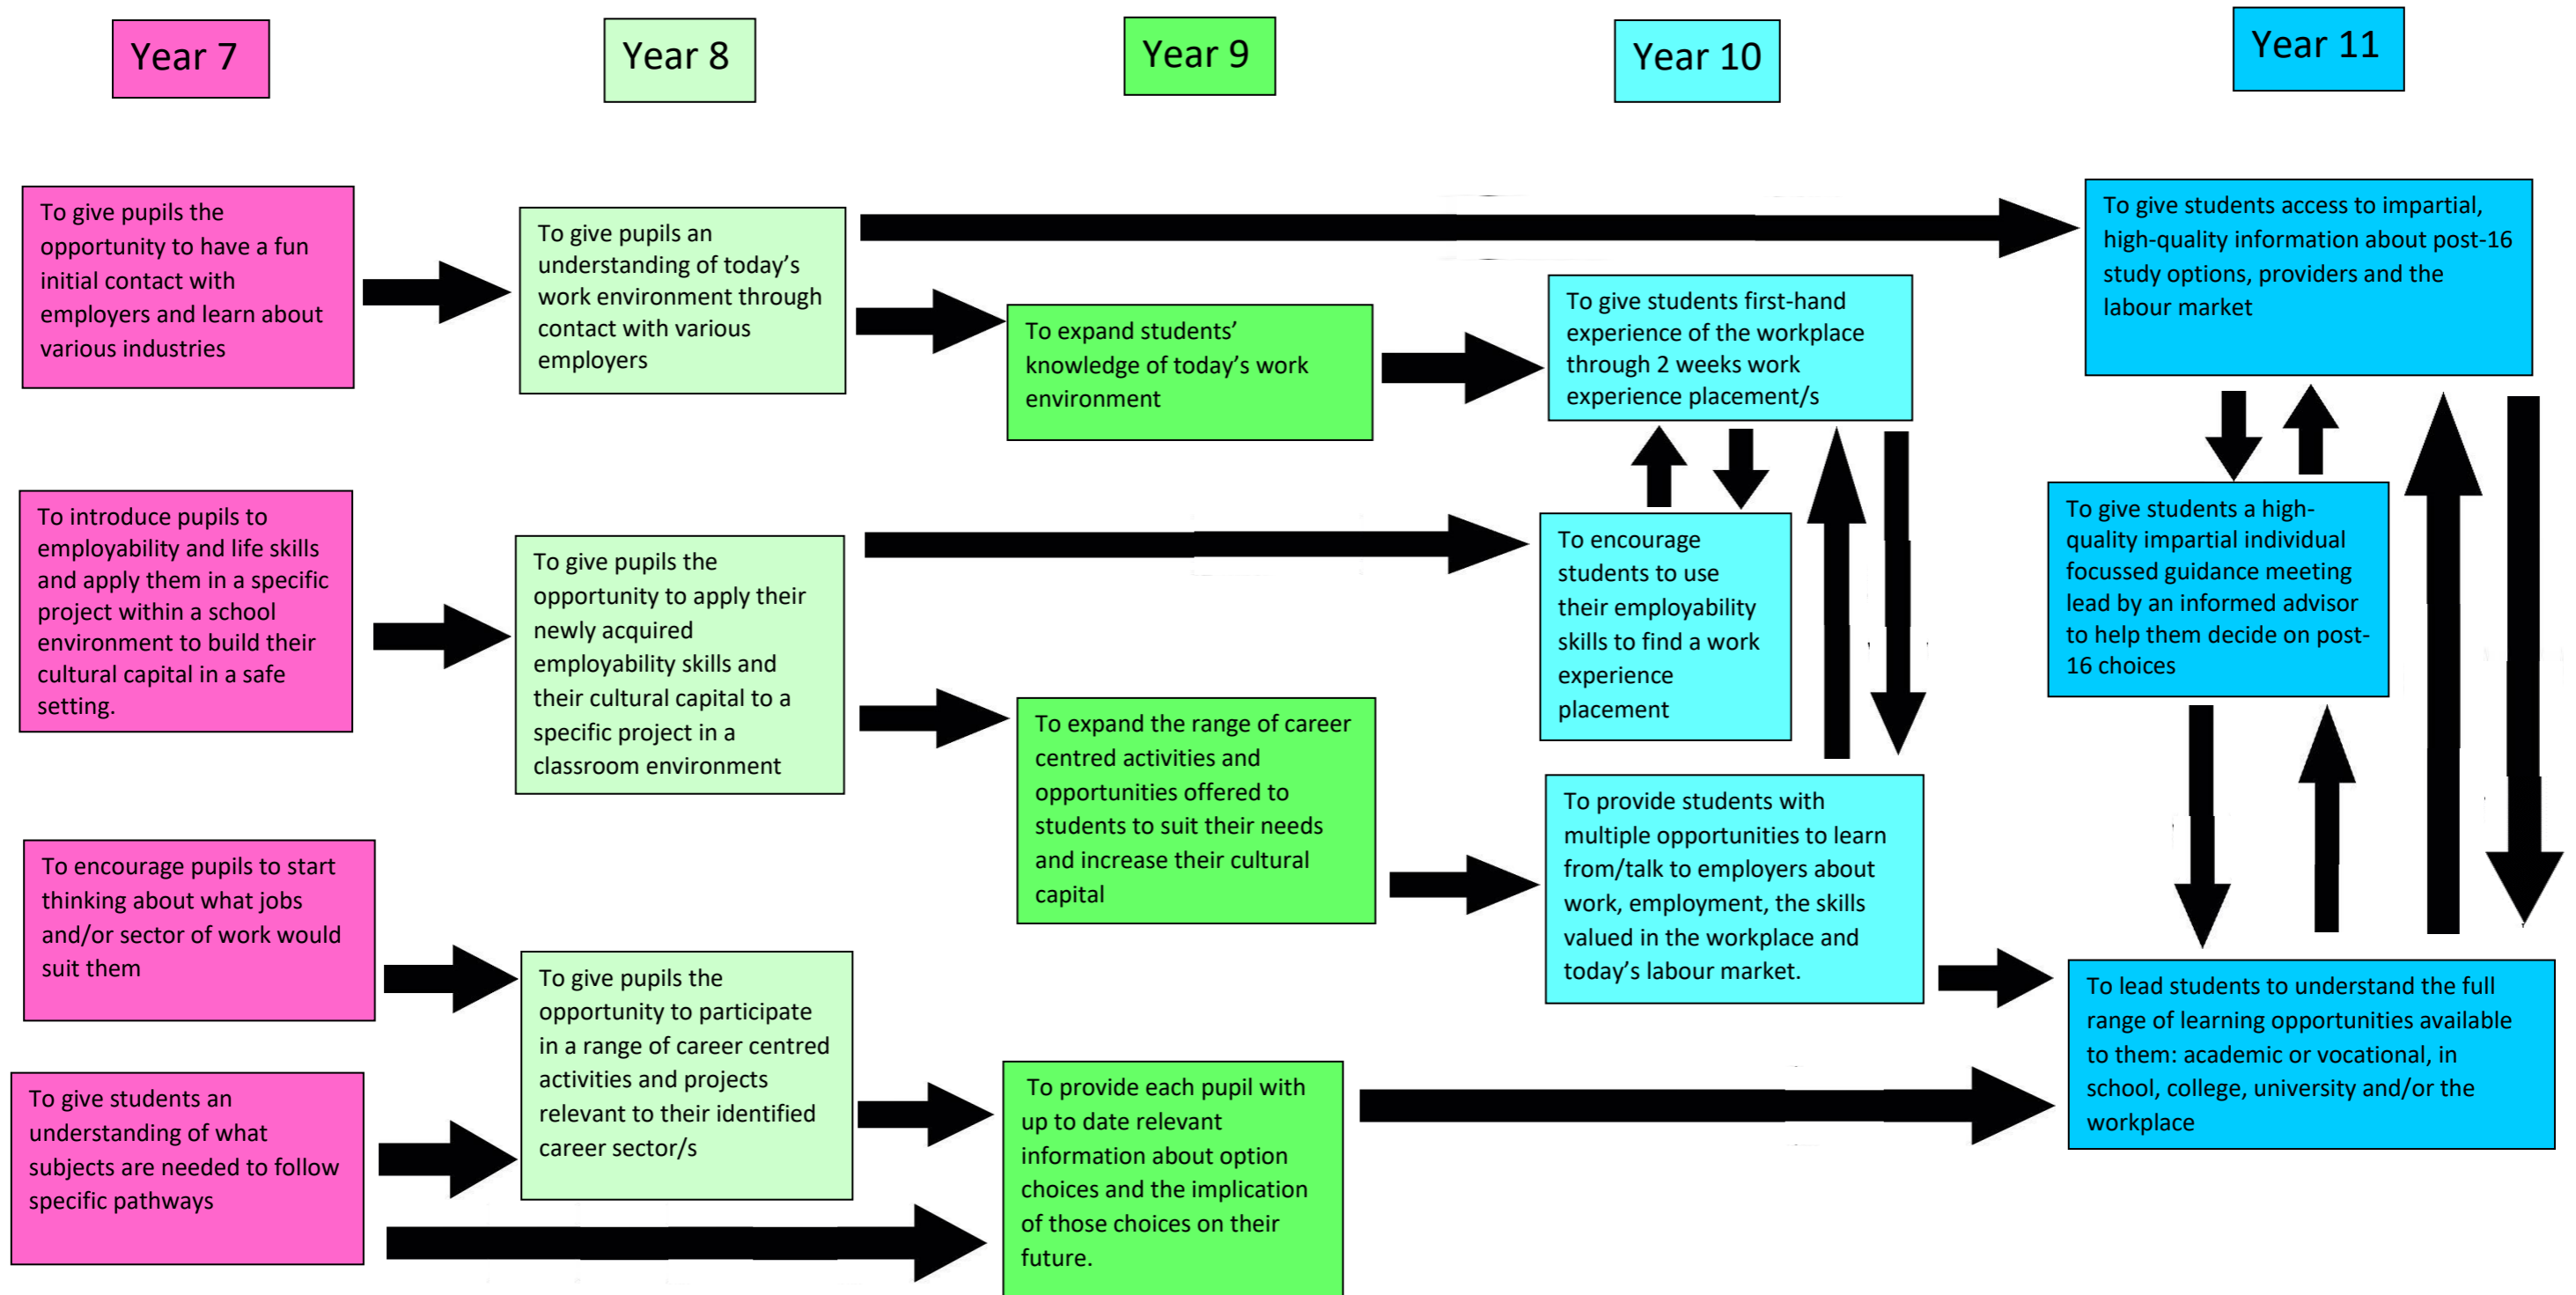 Year 7
Year 8
Year 9
Year 10
Year 11
To give pupils the
opportunity to have a fun
initial contact with
employers and learn about
various industries
To introduce pupils to
employability and life skills
and apply them in a specific
project within a school
environment to build their
cultural capital in a safe
setting.
To encourage pupils to start
thinking about what jobs
and/or sector of work would
suit them
To give students an
understanding of what
subjects are needed to follow
specific pathways
To give pupils an
understanding of today’s
work environment through
contact with various
employers
To give pupils the
opportunity to apply their
newly acquired
employability skills and
their cultural capital to a
specific project in a
classroom environment
To give pupils the
opportunity to participate
in a range of career centred
activities and projects
relevant to their identified
career sector/s
To expand students’
knowledge of today’s work
environment
To expand the range of career
centred activities and
opportunities offered to
students to suit their needs
and increase their cultural
capital
To provide each pupil with
up to date relevant
information about option
choices and the implication
of those choices on their
future.
To give students first-hand
experience of the workplace
through 2 weeks work
experience placement/s
To encourage
students to use
their employability
skills to find a work
experience
placement
To provide students with
multiple opportunities to learn
from/talk to employers about
work, employment, the skills
valued in the workplace and
today’s labour market.
To give students access to impartial,
high-quality information about post-16
study options, providers and the
labour market
To give students a high-
quality impartial individual
focussed guidance meeting
lead by an informed advisor
to help them decide on post-
16 choices
To lead students to understand the full
range of learning opportunities available
to them: academic or vocational, in
school, college, university and/or the
workplace